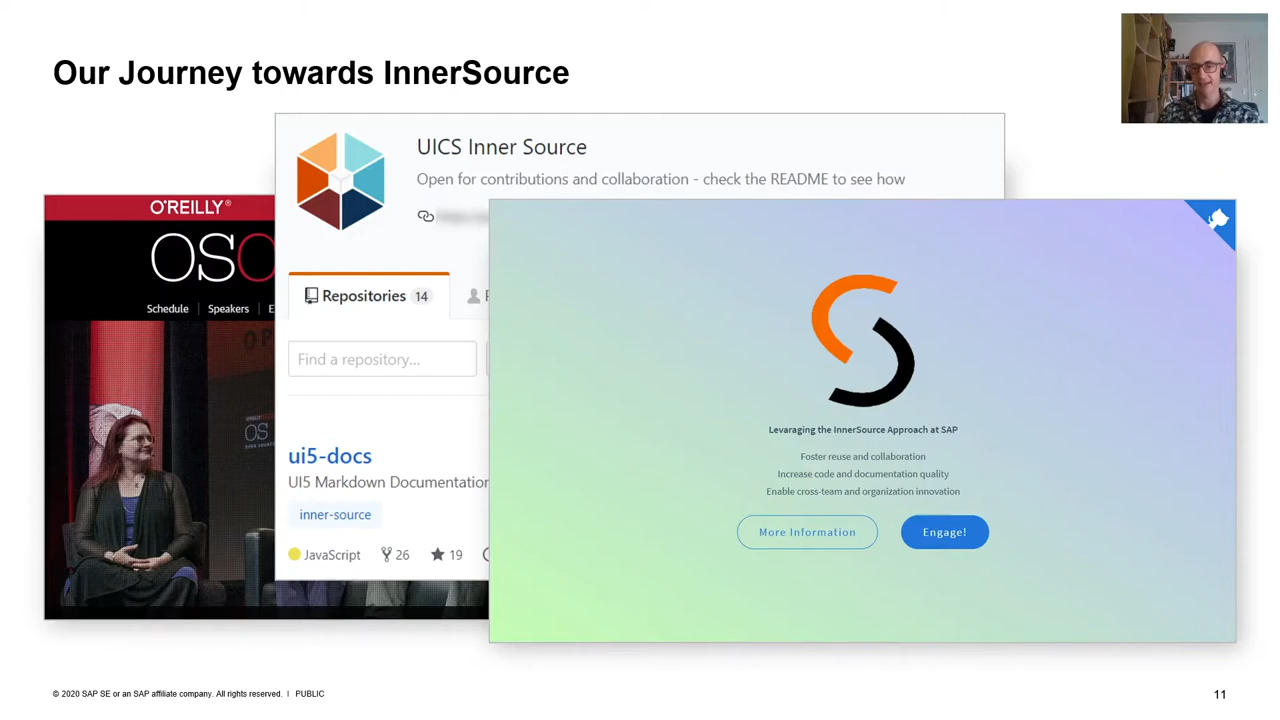 Our Journey towards InnerSource
UICS Inner Source
Open for contributions and collaboration - check the README to see how
O'REILLY®
OSC
Schedule | Speakers | E
Repositories 14
Find a repository...
ui5-docs
UI5 Markdown Documentation
inner-source
JavaScript 26 19
Levaraging the InnerSource Approach at SAP
Foster reuse and collaboration
Increase code and documentation quality
Enable cross-team and organization innovation
More Information Engage!
© 2020 SAP SE or an SAP affiliate company. All rights reserved. | PUBLIC
11